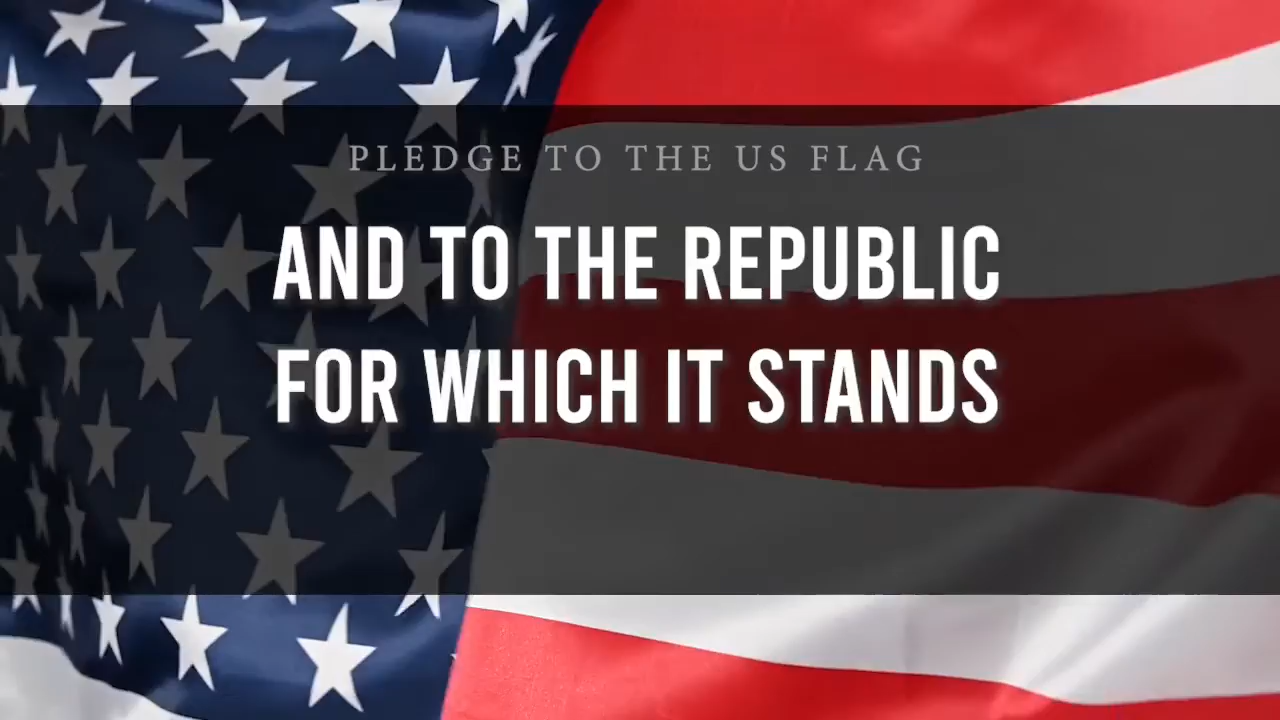 PLEDGE TO THE US FLAG
AND TO THE REPUBLIC
FOR WHICH IT STANDS